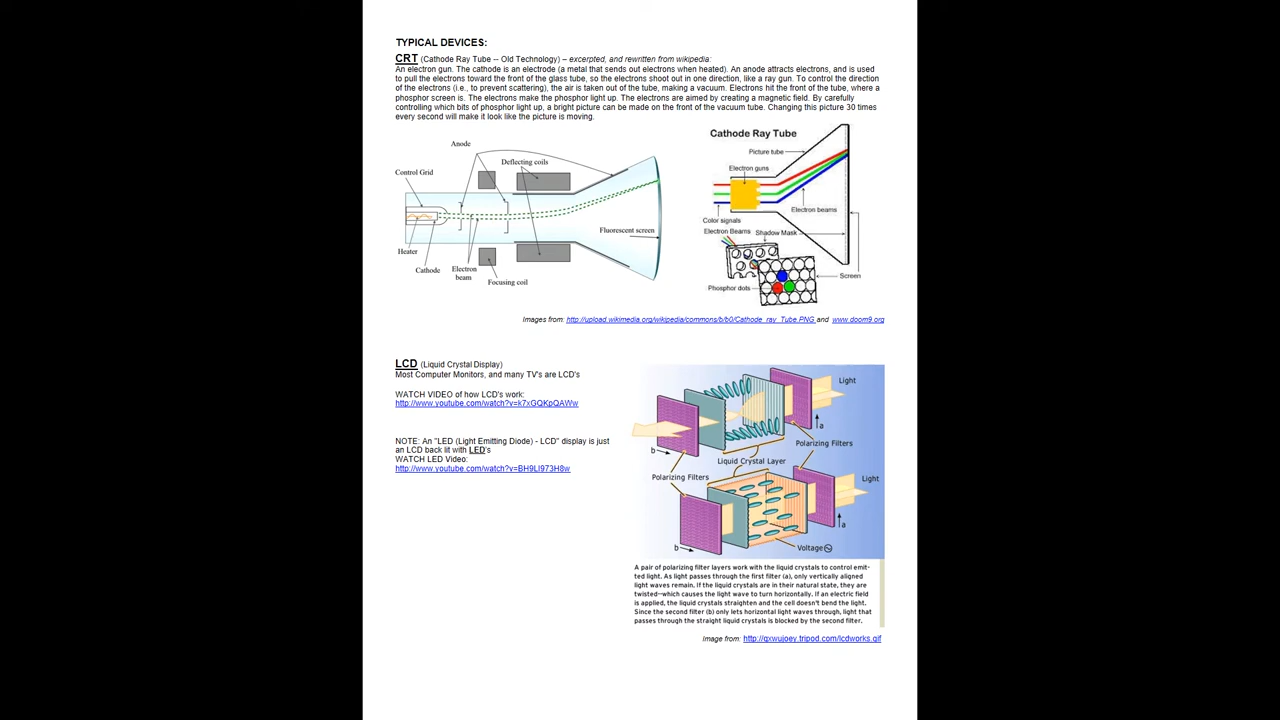 TYPICAL DEVICES:
CRT (Cathode Ray Tube -- Old Technology) – excerpted, and rewritten from wikipedia:
An electron gun. The cathode is an electrode (a metal that sends out electrons when heated). An anode attracts electrons, and is used
to pull the electrons toward the front of the glass tube, so the electrons shoot out in one direction, like a ray gun. To control the direction
of the electrons (i.e., to prevent scattering), the air is taken out of the tube, making a vacuum. Electrons hit the front of the tube, where a
phosphor screen is. The electrons make the phosphor light up. The electrons are aimed by creating a magnetic field. By carefully
controlling which bits of phosphor light up, a bright picture can be made on the front of the vacuum tube. Changing this picture 30 times
every second will make it look like the picture is moving.
Anode
Deflecting coils
Control Grid
Fluorescent screen
Heater
Cathode
Electron
beam
Focusing coil
Cathode Ray Tube
Picture tube
Electron guns
Electron beams
Color signals
Electron Beams
Shadow Mask
Screen
Phosphor dots
Images from: http://upload.wikimedia.org/wikipedia/commons/b/b0/Cathode_ray_Tube.PNG and www.doom9.org
LCD (Liquid Crystal Display)
Most Computer Monitors, and many TV's are LCD's
WATCH VIDEO of how LCD's work:
http://www.youtube.com/watch?v=k7xGQKpQAWw
NOTE: An "LED (Light Emitting Diode) - LCD" display is just
an LCD back lit with LED's
WATCH LED Video:
http://www.youtube.com/watch?v=BH9LI973H8w
Light
a
Polarizing Filters
b
Liquid Crystal Layer
Polarizing Filters
Light
a
b
Voltage
A pair of polarizing filter layers work with the liquid crystals to control emit-
ted light. As light passes through the first filter (a), only vertically aligned
light waves remain. If the liquid crystals are in their natural state, they are
twisted--which causes the light wave to turn horizontally. If an electric field
is applied, the liquid crystals straighten and the cell doesn't bend the light.
Since the second filter (b) only lets horizontal light waves through, light that
passes through the straight liquid crystals is blocked by the second filter.
Image from: http://qxwujoey.tripod.com/lcdworks.gif